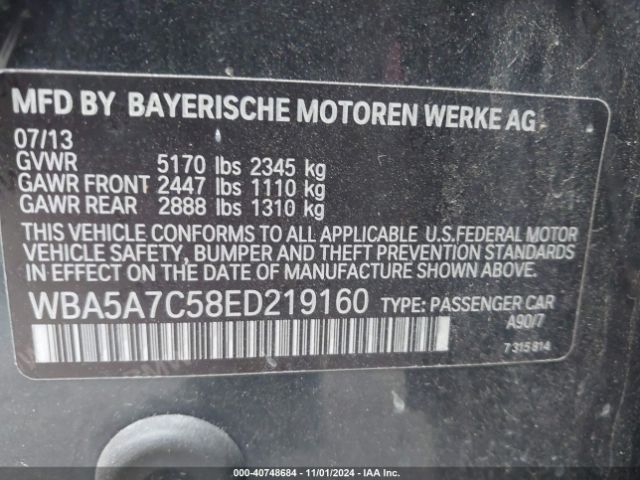 MFD BY BAYERISCHE MOTOREN WERKE AG
07/13
GVWR 5170 lbs 2345 kg
GAWR FRONT 2447 lbs 1110 kg
GAWR REAR 2888 lbs 1310 kg
THIS VEHICLE CONFORMS TO ALL APPLICABLE U.S.FEDERAL MOTOR
VEHICLE SAFETY, BUMPER AND THEFT PREVENTION STANDARDS
IN EFFECT ON THE DATE OF MANUFACTURE SHOWN ABOVE.
WBA5A7C58ED219160 TYPE: PASSENGER CAR
A90/7
7 315 814
000-40748684 | 11/01/2024 - IAA Auctions